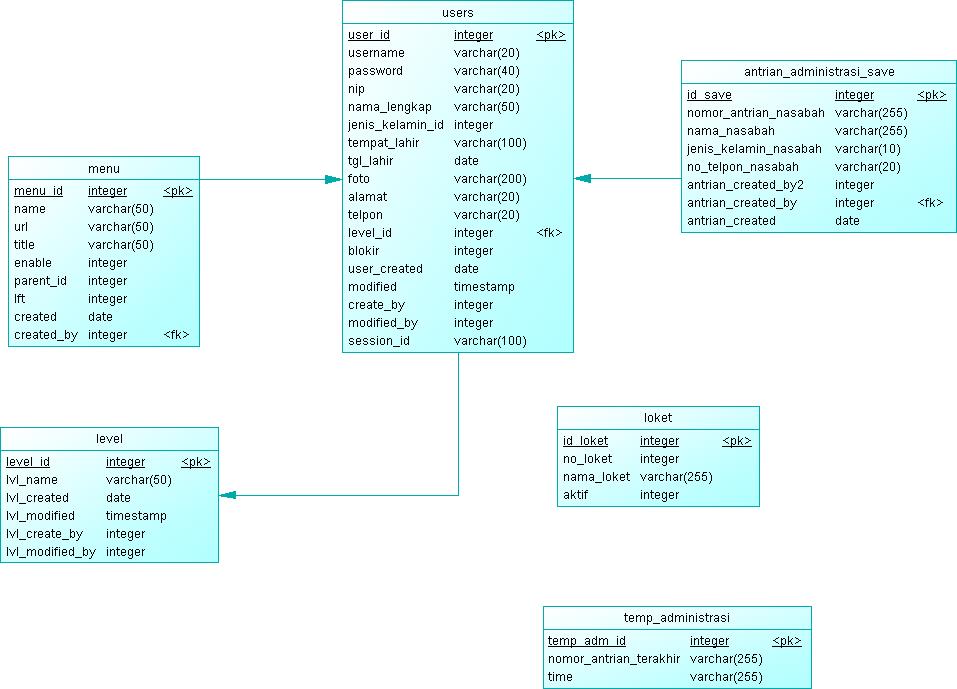 users
user_id integer <pk>
username varchar(20)
password varchar(40)
nip varchar(20)
nama_lengkap varchar(50)
jenis_kelamin_id integer
tempat_lahir varchar(100)
tgl_lahir date
foto varchar(200)
alamat varchar(20)
telpon varchar(20)
level_id integer <fk>
blokir integer
user_created date
modified timestamp
create_by integer
modified_by integer
session_id varchar(100)
antrian_administrasi_save
id_save integer <pk>
nomor_antrian_nasabah varchar(255)
nama_nasabah varchar(255)
jenis_kelamin_nasabah varchar(10)
no_telpon_nasabah varchar(20)
antrian_created_by2 integer
antrian_created_by integer <fk>
antrian_created date
menu
menu_id integer <pk>
name varchar(50)
url varchar(50)
title varchar(50)
enable integer
parent_id integer
lft integer
created date
created_by integer <fk>
level
level_id integer <pk>
lvl_name varchar(50)
lvl_created date
lvl_modified timestamp
lvl_create_by integer
lvl_modified_by integer
loket
id_loket integer <pk>
no_loket integer
nama_loket varchar(255)
aktif integer
temp_administrasi
temp_adm_id integer <pk>
nomor_antrian_terakhir varchar(255)
time varchar(255)